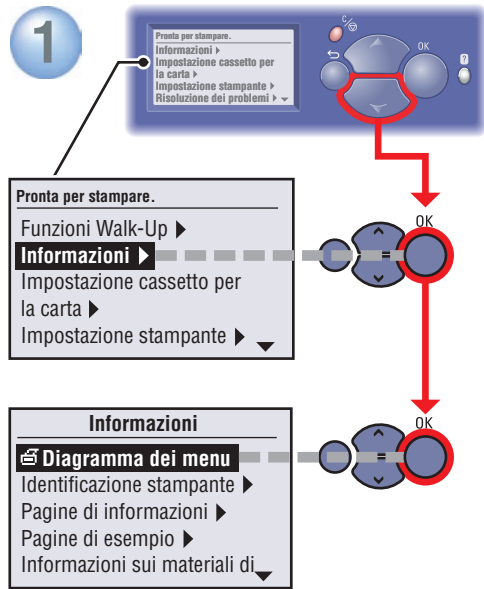 1
Pronta per stampare.
Informazioni
Impostazione cassetto per
la carta
Impostazione stampante
Risoluzione dei problemi
C/
OK
?
Pronta per stampare.
Funzioni Walk-Up
Informazioni
Impostazione cassetto per
la carta
Impostazione stampante
OK
Informazioni
Diagramma dei menu
Identificazione stampante
Pagine di informazioni
Pagine di esempio
Informazioni sui materiali di
OK